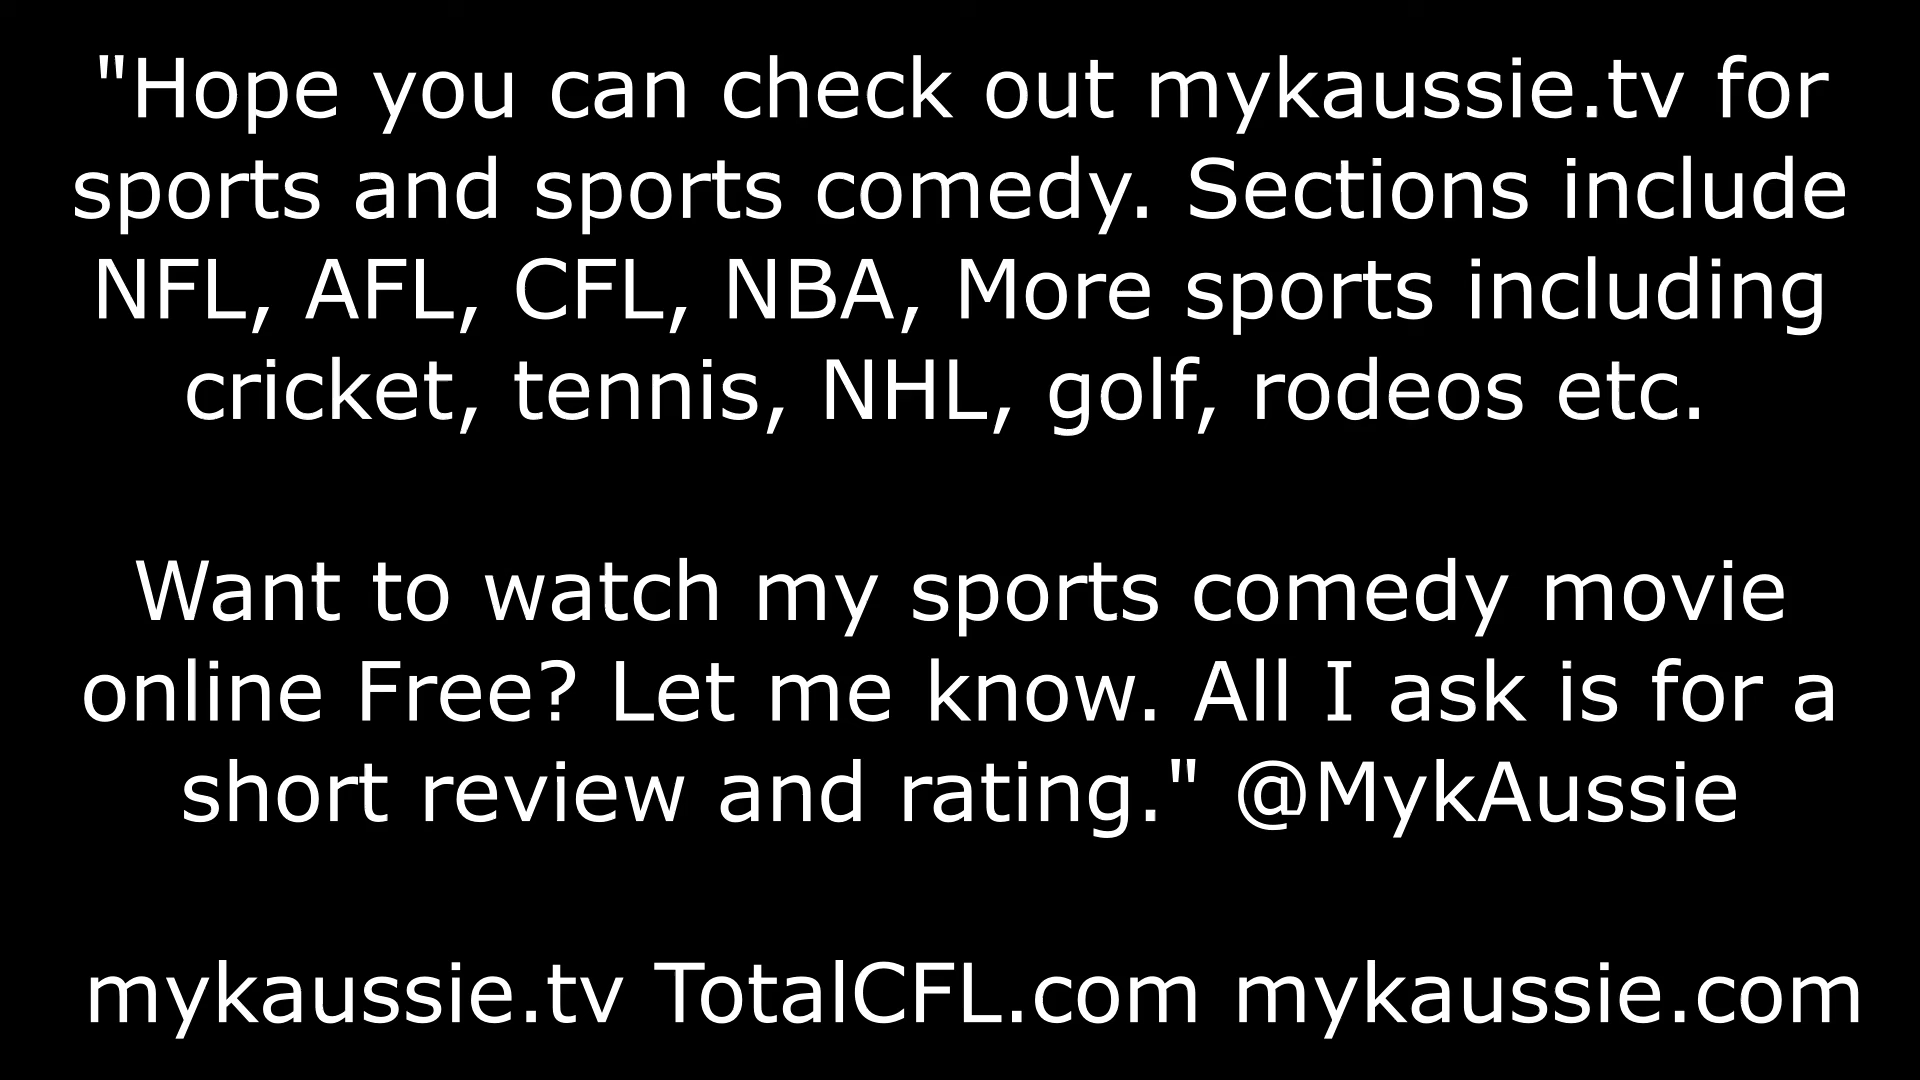 "Hope you can check out mykaussie.tv for
sports and sports comedy. Sections include
NFL, AFL, CFL, NBA, More sports including
cricket, tennis, NHL, golf, rodeos etc.
Want to watch my sports comedy movie
online Free? Let me know. All I ask is for a
short review and rating." @MykAussie
mykaussie.tv TotalCFL.com mykaussie.com